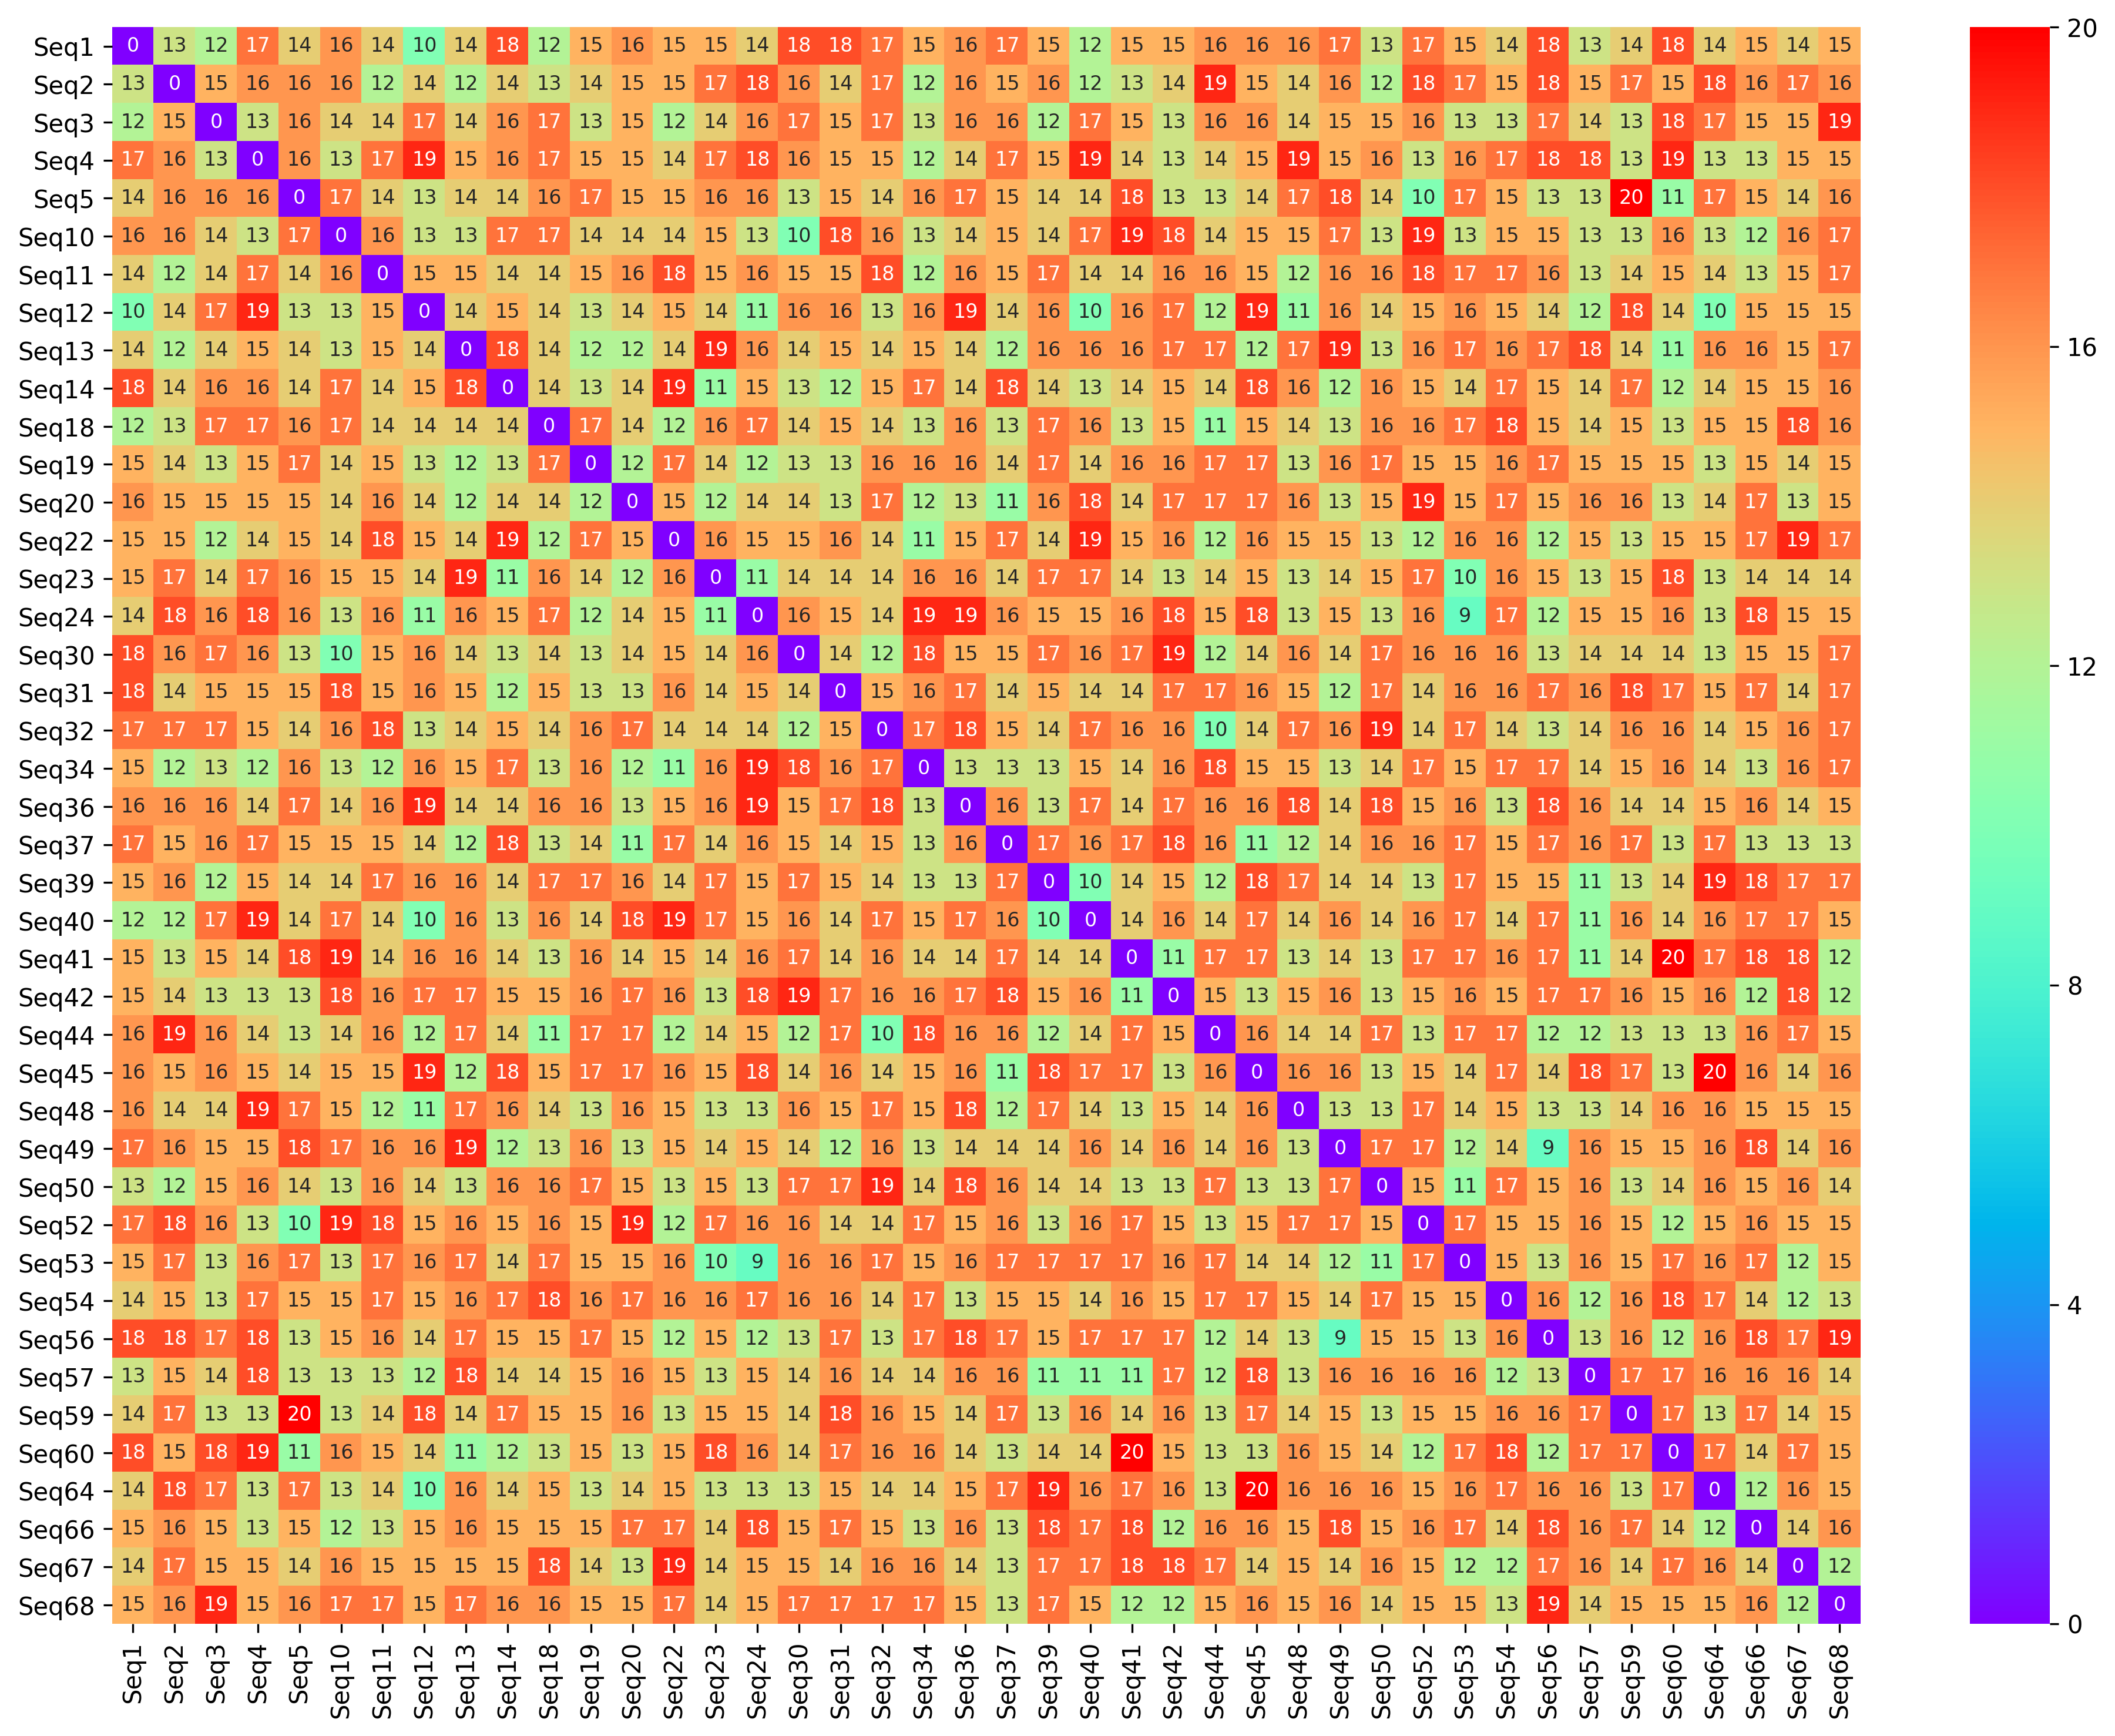 Seq1 0 13 12 17 14 16 14 10 14 18 12 15 16 15 15 14 18 18 17 15 16 17 15 12 15 15 16 16 16 17 13 17 15 14 18 13 14 18 14 15 14 15
Seq2 13 0 15 16 16 16 12 14 12 14 13 14 15 15 17 18 16 14 17 12 16 15 16 12 13 14 19 15 14 16 12 18 17 15 18 15 17 15 18 16 17 16
Seq3 12 15 0 13 16 14 14 17 14 16 17 13 15 12 14 16 17 15 17 13 16 16 12 17 15 13 16 16 14 15 15 16 13 13 17 14 13 18 17 15 15 19
Seq4 17 16 13 0 16 13 17 19 15 16 17 15 15 14 17 18 16 15 15 12 14 17 15 19 14 13 14 15 19 15 16 13 16 17 18 18 13 19 13 13 15 15
Seq5 14 16 16 16 0 17 14 13 14 14 16 17 15 15 16 16 13 15 14 16 17 15 14 14 18 13 13 14 17 18 14 10 17 15 13 13 20 11 17 15 14 16
Seq10 16 16 14 13 17 0 16 13 13 17 17 14 14 14 15 13 10 18 16 13 14 15 14 17 19 18 14 15 15 17 13 19 13 15 15 13 13 16 13 12 16 17
Seq11 14 12 14 17 14 16 0 15 15 14 14 15 16 18 15 16 15 15 18 12 16 15 17 14 14 16 16 15 12 16 16 18 17 17 16 13 14 15 14 13 15 17
Seq12 10 14 17 19 13 13 15 0 14 15 14 13 14 15 14 11 16 16 13 16 19 14 16 10 16 17 12 19 11 16 14 15 16 15 14 12 18 14 10 15 15 15
Seq13 14 12 14 15 14 13 15 14 0 18 14 12 12 14 19 16 14 15 14 15 14 12 16 16 16 17 17 12 17 19 13 16 17 16 17 18 14 11 16 16 15 17
Seq14 18 14 16 16 14 17 14 15 18 0 14 13 14 19 11 15 13 12 15 17 14 18 14 13 14 15 14 18 16 12 16 15 14 17 15 14 17 12 14 15 15 16
Seq18 12 13 17 17 16 17 14 14 14 14 0 17 14 12 16 17 14 15 14 13 16 13 17 16 13 15 11 15 14 13 16 16 17 18 15 14 15 13 15 15 18 16
Seq19 15 14 13 15 17 14 15 13 12 13 17 0 12 17 14 12 13 13 16 16 16 14 17 14 16 16 17 17 13 16 17 15 15 16 17 15 15 15 13 15 14 15
Seq20 16 15 15 15 15 14 16 14 12 14 14 12 0 15 12 14 14 13 17 12 13 11 16 18 14 17 17 17 16 13 15 19 15 17 15 16 16 13 14 17 13 15
Seq22 15 15 12 14 15 14 18 15 14 19 12 17 15 0 16 15 15 16 14 11 15 17 14 19 15 16 12 16 15 15 13 12 16 16 12 15 13 15 15 17 19 17
Seq23 15 17 14 17 16 15 15 14 19 11 16 14 12 16 0 11 14 14 14 16 16 14 17 17 14 13 14 15 13 14 15 17 10 16 15 13 15 18 13 14 14 14
Seq24 14 18 16 18 16 13 16 11 16 15 17 12 14 15 11 0 16 15 14 19 19 16 15 15 16 18 15 18 13 15 13 16 9 17 12 15 15 16 13 18 15 15
Seq30 18 16 17 16 13 10 15 16 14 13 14 13 14 15 14 16 0 14 12 18 15 15 17 16 17 19 12 14 16 14 17 16 16 16 13 14 14 14 13 15 15 17
Seq31 18 14 15 15 15 18 15 16 15 12 15 13 13 16 14 15 14 0 15 16 17 14 15 14 14 17 17 16 15 12 17 14 16 16 17 16 18 17 15 17 14 17
Seq32 17 17 17 15 14 16 18 13 14 15 14 16 17 14 14 14 12 15 0 17 18 15 14 17 16 16 10 14 17 16 19 14 17 14 13 14 16 16 14 15 16 17
Seq34 15 12 13 12 16 13 12 16 15 17 13 16 12 11 16 19 18 16 17 0 13 13 13 15 14 16 18 15 15 13 14 17 15 17 17 14 15 16 14 13 16 17
Seq36 16 16 16 14 17 14 16 19 14 14 16 16 13 15 16 19 15 17 18 13 0 16 13 17 14 17 16 16 18 14 18 15 16 13 18 16 14 14 15 16 14 15
Seq37 17 15 16 17 15 15 15 14 12 18 13 14 11 17 14 16 15 14 15 13 16 0 17 16 17 18 16 11 12 14 16 16 17 15 17 16 17 13 17 13 13 13
Seq39 15 16 12 15 14 14 17 16 16 14 17 17 16 14 17 15 17 15 14 13 13 17 0 10 14 15 12 18 17 14 14 13 17 15 15 11 13 14 19 18 17 17
Seq40 12 12 17 19 14 17 14 10 16 13 16 14 18 19 17 15 16 14 17 15 17 16 10 0 14 16 14 17 14 16 14 16 17 14 17 11 16 14 16 17 17 15
Seq41 15 13 15 14 18 19 14 16 16 14 13 16 14 15 14 16 17 14 16 14 14 17 14 14 0 11 17 17 13 14 13 17 17 16 17 11 14 20 17 18 18 12
Seq42 15 14 13 13 13 18 16 17 17 15 15 16 17 16 13 18 19 17 16 16 17 18 15 16 11 0 15 13 15 16 13 15 16 15 17 17 16 15 16 12 18 12
Seq44 16 19 16 14 13 14 16 12 17 14 11 17 17 12 14 15 12 17 10 18 16 16 12 14 17 15 0 16 14 14 17 13 17 17 12 12 13 13 13 16 17 15
Seq45 16 15 16 15 14 15 15 19 12 18 15 17 17 16 15 18 14 16 14 15 16 11 18 17 17 13 16 0 16 16 13 15 14 17 14 18 17 13 20 16 14 16
Seq48 16 14 14 19 17 15 12 11 17 16 14 13 16 15 13 13 16 15 17 15 18 12 17 14 13 15 14 16 0 13 13 17 14 15 13 13 14 16 16 15 15 15
Seq49 17 16 15 15 18 17 16 16 19 12 13 16 13 15 14 15 14 12 16 13 14 14 14 16 14 16 14 16 13 0 17 17 12 14 9 16 15 15 16 18 14 16
Seq50 13 12 15 16 14 13 16 14 13 16 16 17 15 13 15 13 17 17 19 14 18 16 14 14 13 13 17 13 13 17 0 15 11 17 15 16 13 14 16 15 16 14
Seq52 17 18 16 13 10 19 18 15 16 15 16 15 19 12 17 16 16 14 14 17 15 16 13 16 17 15 13 15 17 17 15 0 17 15 15 16 15 12 15 16 15 15
Seq53 15 17 13 16 17 13 17 16 17 14 17 15 15 16 10 9 16 16 17 15 16 17 17 17 17 16 17 14 14 12 11 17 0 15 13 16 15 17 16 17 12 15
Seq54 14 15 13 17 15 15 17 15 16 17 18 16 17 16 16 17 16 16 14 17 13 15 15 14 16 15 17 17 15 14 17 15 15 0 16 12 16 18 17 14 12 13
Seq56 18 18 17 18 13 15 16 14 17 15 15 17 15 12 15 12 13 17 13 17 18 17 15 17 17 17 12 14 13 9 15 15 13 16 0 13 16 12 16 18 17 19
Seq57 13 15 14 18 13 13 13 12 18 14 14 15 16 15 13 15 14 16 14 14 16 16 11 11 11 17 12 18 13 16 16 16 16 12 13 0 17 17 16 16 16 14
Seq59 14 17 13 13 20 13 14 18 14 17 15 15 16 13 15 15 14 18 16 15 14 17 13 16 14 16 13 17 14 15 13 15 15 16 16 17 0 17 13 17 14 15
Seq60 18 15 18 19 11 16 15 14 11 12 13 15 13 15 18 16 14 17 16 16 14 13 14 14 20 15 13 13 16 15 14 12 17 18 12 17 17 0 17 14 17 15
Seq64 14 18 17 13 17 13 14 10 16 14 15 13 14 15 13 13 13 15 14 14 15 17 19 16 17 16 13 20 16 16 16 15 16 17 16 16 13 17 0 12 16 15
Seq66 15 16 15 13 15 12 13 15 16 15 15 15 17 17 14 18 15 17 15 13 16 13 18 17 18 12 16 16 15 18 15 16 17 14 18 16 17 14 12 0 14 16
Seq67 14 17 15 15 14 16 15 15 15 15 18 14 13 19 14 15 15 14 16 16 14 13 17 17 18 18 17 14 15 14 16 15 12 12 17 16 14 17 16 14 0 12
Seq68 15 16 19 15 16 17 17 15 17 16 16 15 15 17 14 15 17 17 17 17 15 13 17 15 12 12 15 16 15 16 14 15 15 13 19 14 15 15 15 16 12 0
Seq1 Seq2 Seq3 Seq4 Seq5 Seq10 Seq11 Seq12 Seq13 Seq14 Seq18 Seq19 Seq20 Seq22 Seq23 Seq24 Seq30 Seq31 Seq32 Seq34 Seq36 Seq37 Seq39 Seq40 Seq41 Seq42 Seq44 Seq45 Seq48 Seq49 Seq50 Seq52 Seq53 Seq54 Seq56 Seq57 Seq59 Seq60 Seq64 Seq66 Seq67 Seq68
20
16
12
8
4
0